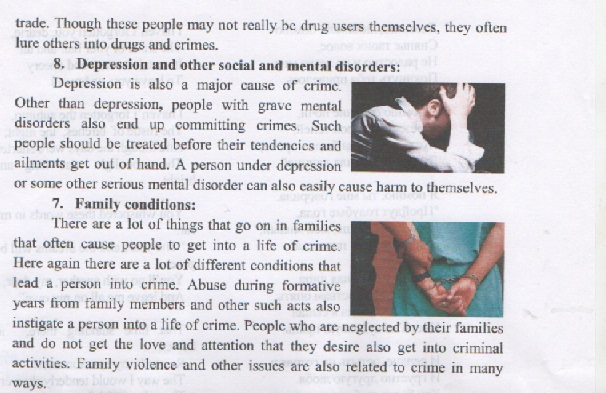 trade. Though these people may not really be drug users themselves, they often
lure others into drugs and crimes.
8. Depression and other social and mental disorders:
Depression is also a major cause of crime.
Other than depression, people with grave mental
disorders also end up committing crimes. Such
people should be treated before their tendencies and
ailments get out of hand. A person under depression
or some other serious mental disorder can also easily cause harm to themselves.
7. Family conditions:
There are a lot of things that go on in families
that often cause people to get into a life of crime.
Here again there are a lot of different conditions that
lead a person into crime. Abuse during formative
years from family members and other such acts also
instigate a person into a life of crime. People who are neglected by their families
and do not get the love and attention that they desire also get into criminal
activities. Family violence and other issues are also related to crime in many
ways.